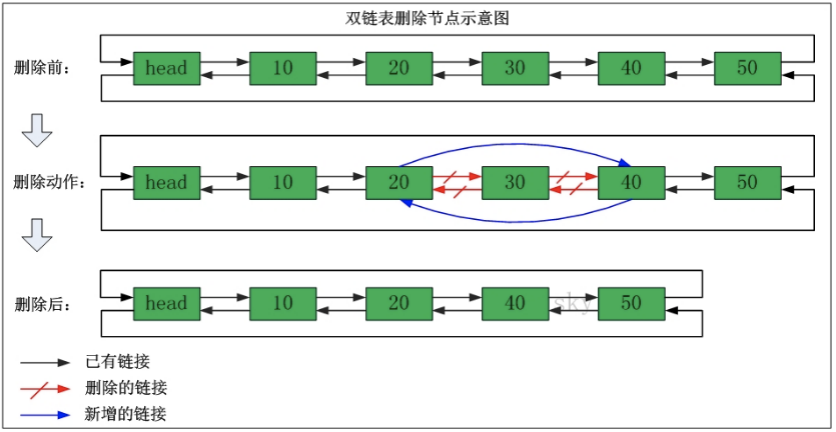 双链表删除节点示意图
删除前：
head 10 20 30 40 50
删除动作：
head 10 20 30 40 50
删除后：
head 10 20 40 sky 50
已有链接
删除的链接
新增的链接